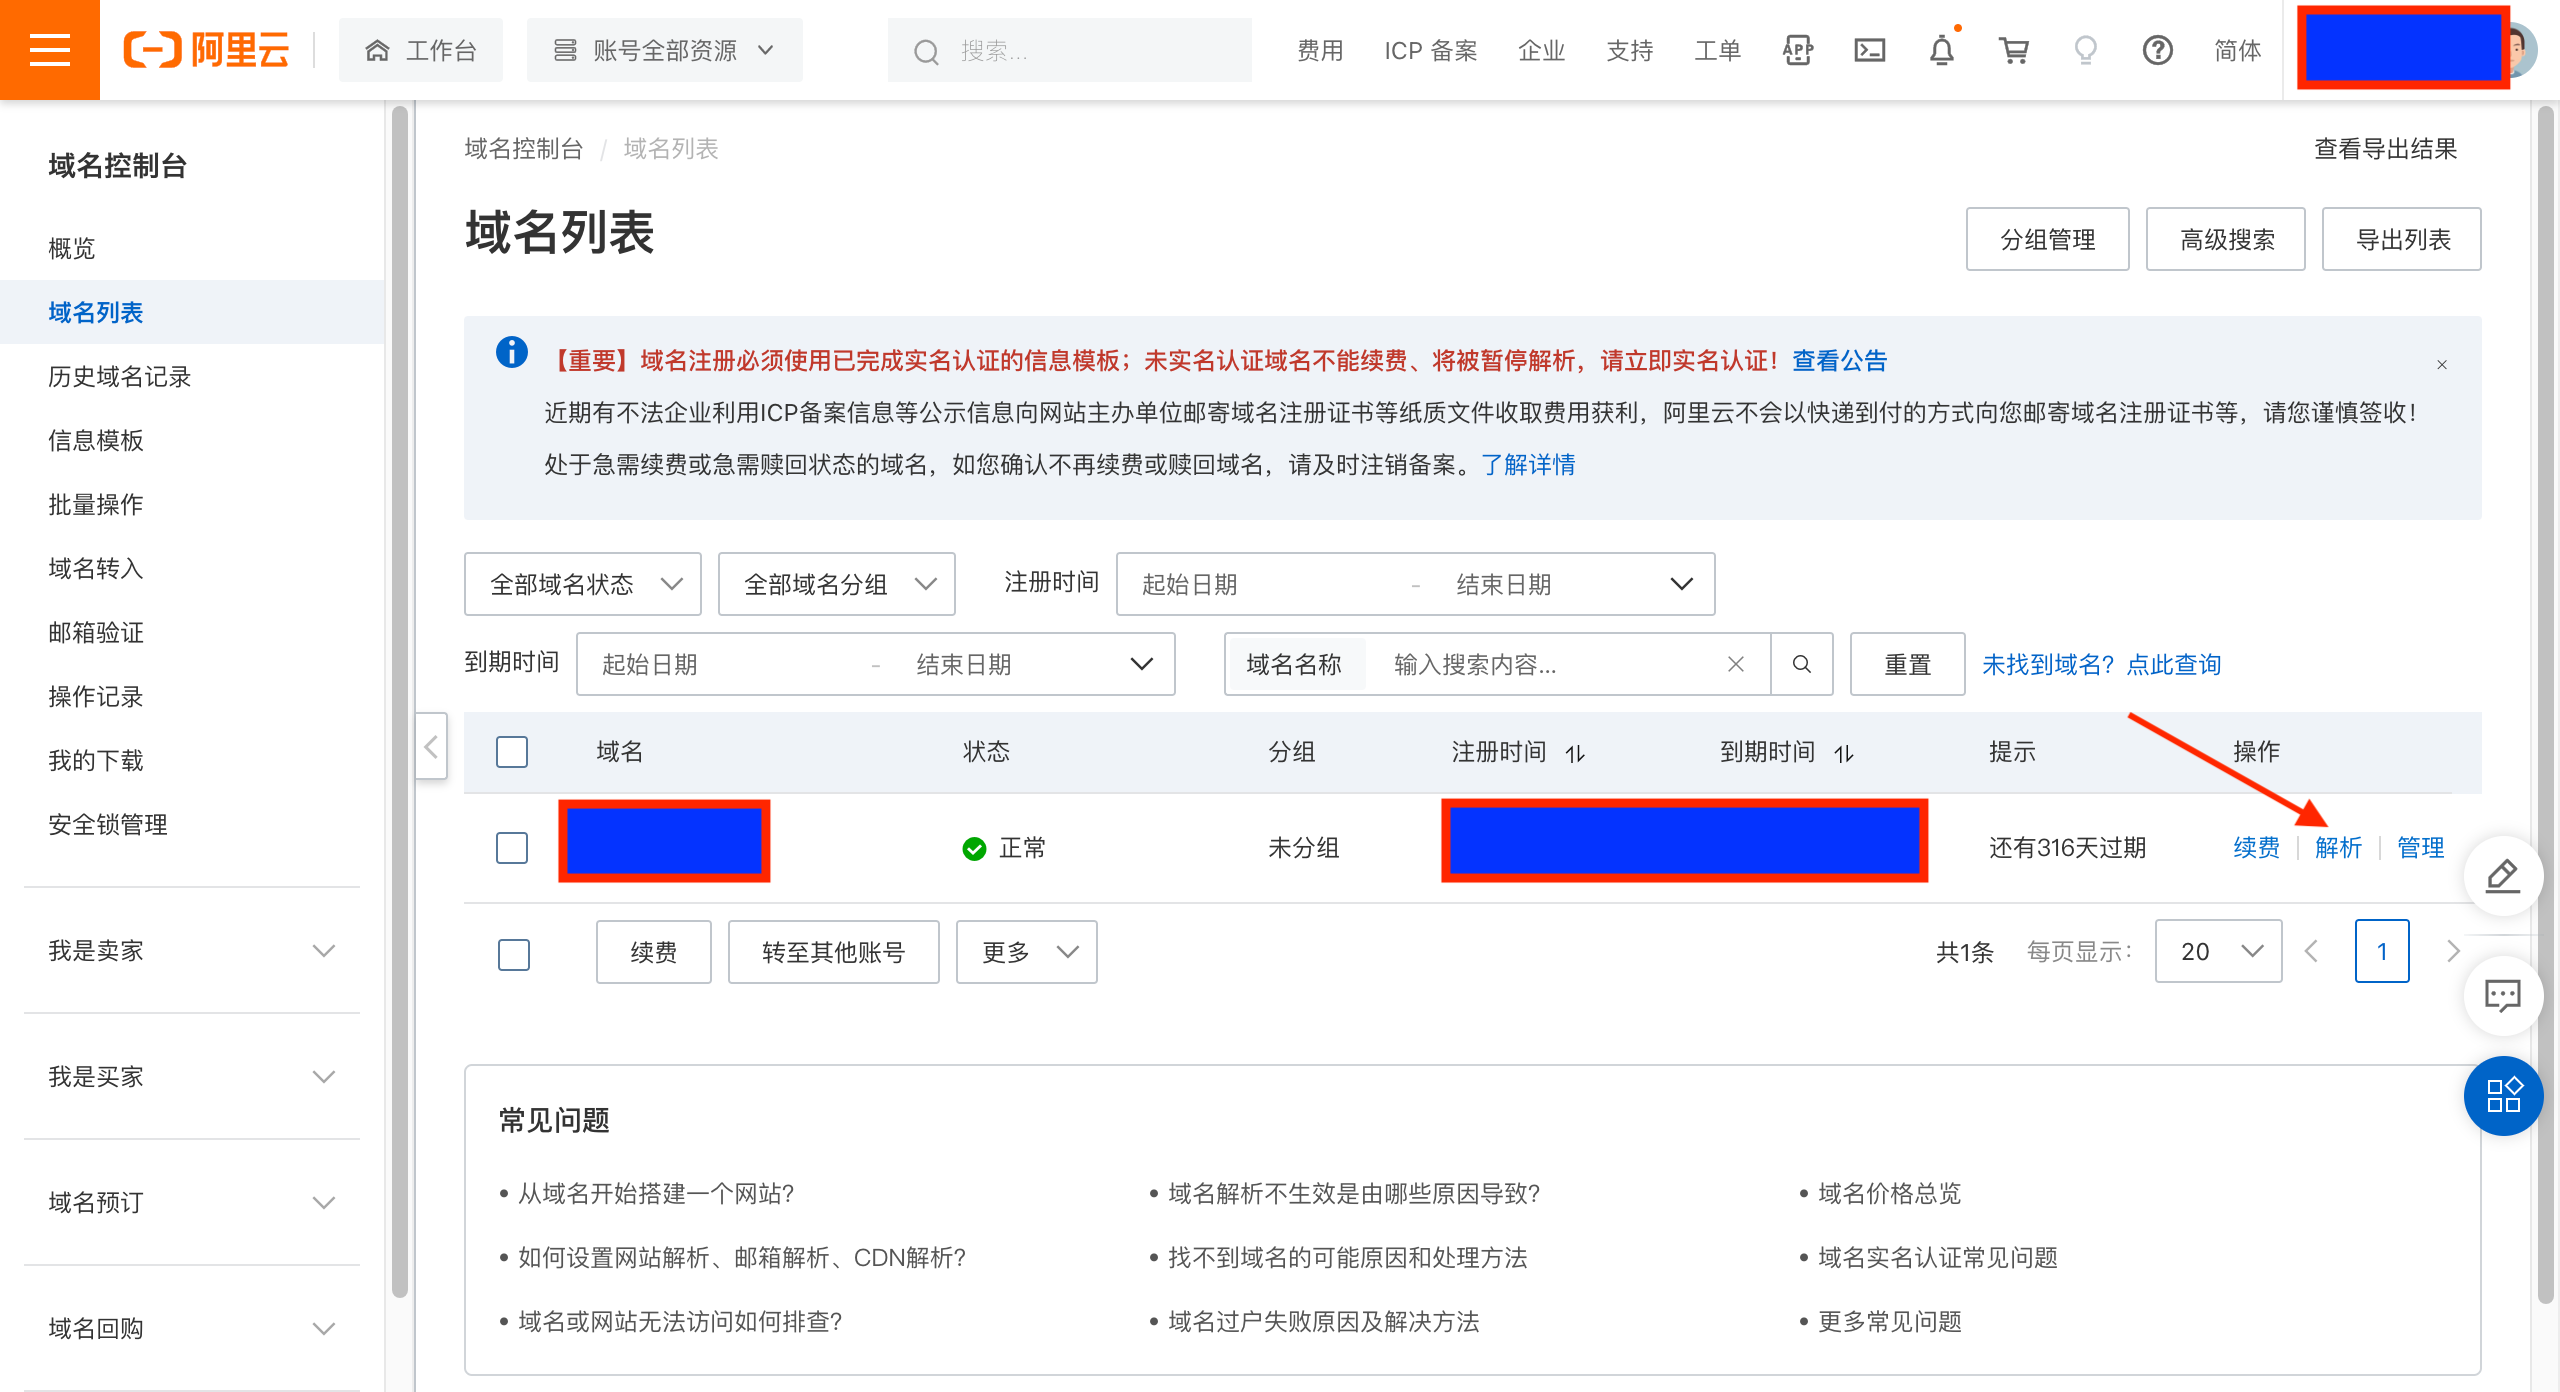 阿里云
工作台
账号全部资源
搜索...
费用
ICP 备案
企业
支持
工单
APP
简体
域名控制台
概览
域名列表
历史域名记录
信息模板
批量操作
域名转入
邮箱验证
操作记录
我的下载
安全锁管理
我是卖家
我是买家
域名预订
域名回购
域名控制台 / 域名列表
查看导出结果
域名列表
分组管理
高级搜索
导出列表
【重要】域名注册必须使用已完成实名认证的信息模板；未实名认证域名不能续费、将被暂停解析，请立即实名认证！查看公告
近期有不法企业利用ICP备案信息等公示信息向网站主办单位邮寄域名注册证书等纸质文件收取费用获利，阿里云不会以快递到付的方式向您邮寄域名注册证书等，请您谨慎签收！
处于急需续费或急需赎回状态的域名，如您确认不再续费或赎回域名，请及时注销备案。了解详情
全部域名状态
全部域名分组
注册时间
起始日期 - 结束日期
到期时间
起始日期 - 结束日期
域名名称
输入搜索内容...
重置
未找到域名？点此查询
域名 状态 分组 注册时间 到期时间 提示 操作
正常 未分组 还有316天过期 续费 解析 管理
续费
转至其他账号
更多
共1条
每页显示：
20
1
常见问题
• 从域名开始搭建一个网站?
• 域名解析不生效是由哪些原因导致?
• 域名价格总览
• 如何设置网站解析、邮箱解析、CDN解析?
• 找不到域名的可能原因和处理方法
• 域名实名认证常见问题
• 域名或网站无法访问如何排查?
• 域名过户失败原因及解决方法
• 更多常见问题